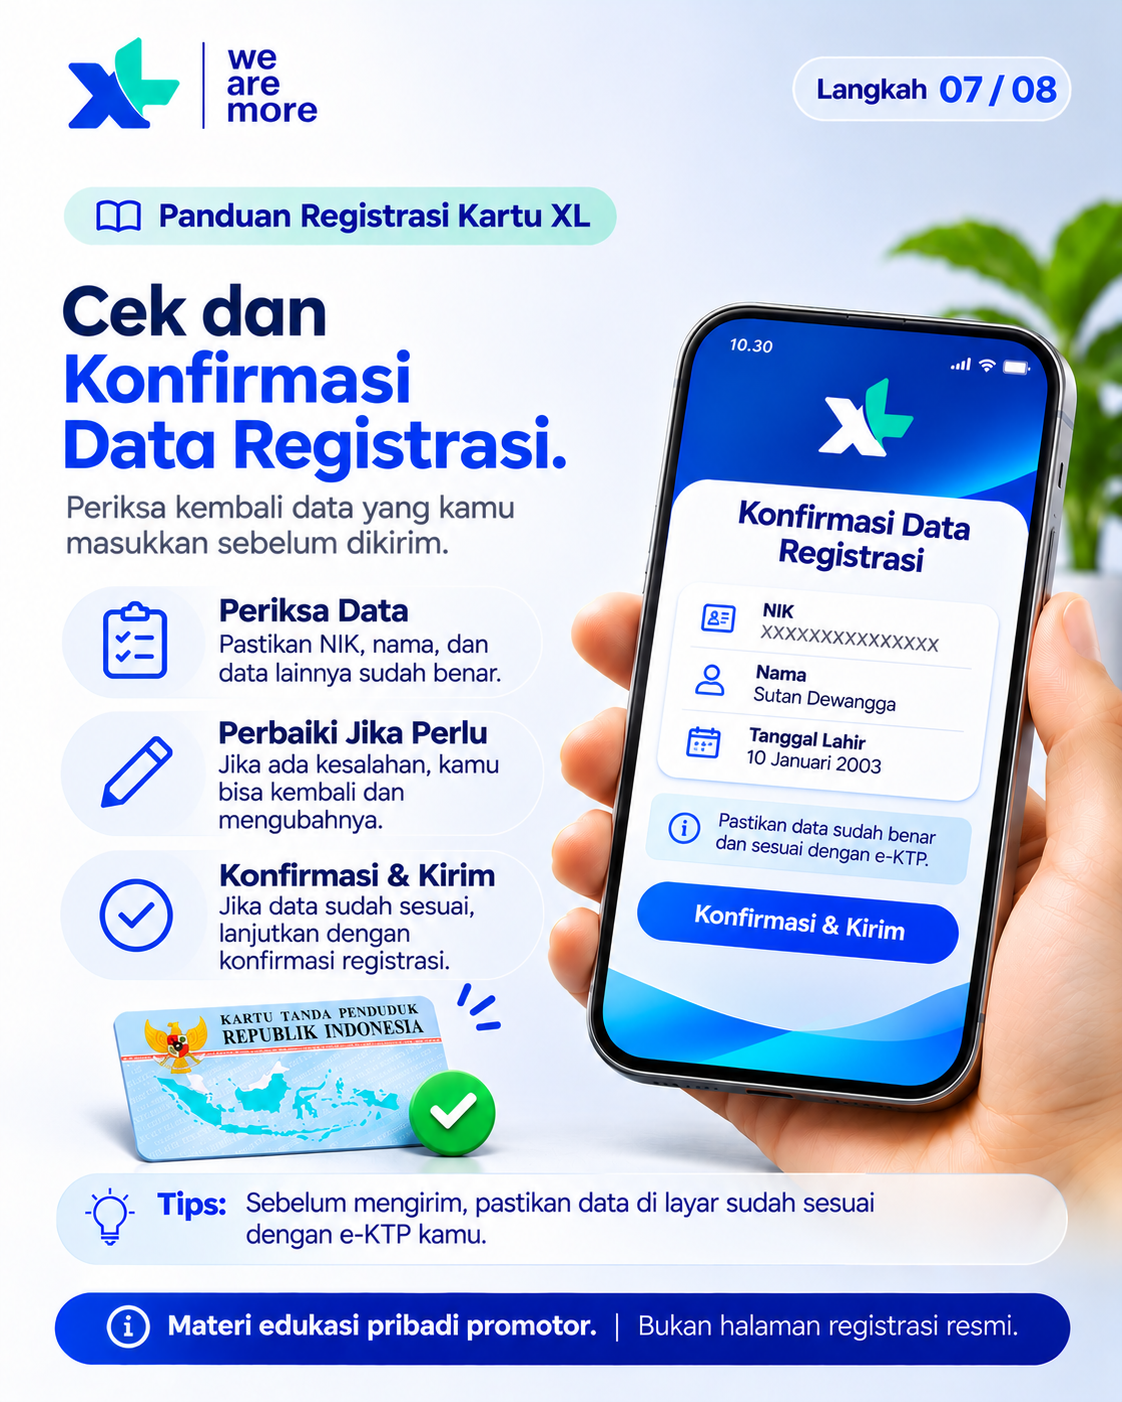 XL
we
are
more
Langkah 07 / 08
Panduan Registrasi Kartu XL
Cek dan
Konfirmasi
Data Registrasi.
Periksa kembali data yang kamu
masukkan sebelum dikirim.
Periksa Data
Pastikan NIK, nama, dan
data lainnya sudah benar.
Perbaiki Jika Perlu
Jika ada kesalahan, kamu
bisa kembali dan
mengubahnya.
Konfirmasi & Kirim
Jika data sudah sesuai,
lanjutkan dengan
konfirmasi registrasi.
10.30
XL
Konfirmasi Data
Registrasi
NIK
XXXXXXXXXXXXXXX
Nama
Sutan Dewangga
Tanggal Lahir
10 Januari 2003
Pastikan data sudah benar
dan sesuai dengan e-KTP.
Konfirmasi & Kirim
KARTU TANDA PENDUDUK
REPUBLIK INDONESIA
Tips: Sebelum mengirim, pastikan data di layar sudah sesuai
dengan e-KTP kamu.
Materi edukasi pribadi promotor. | Bukan halaman registrasi resmi.